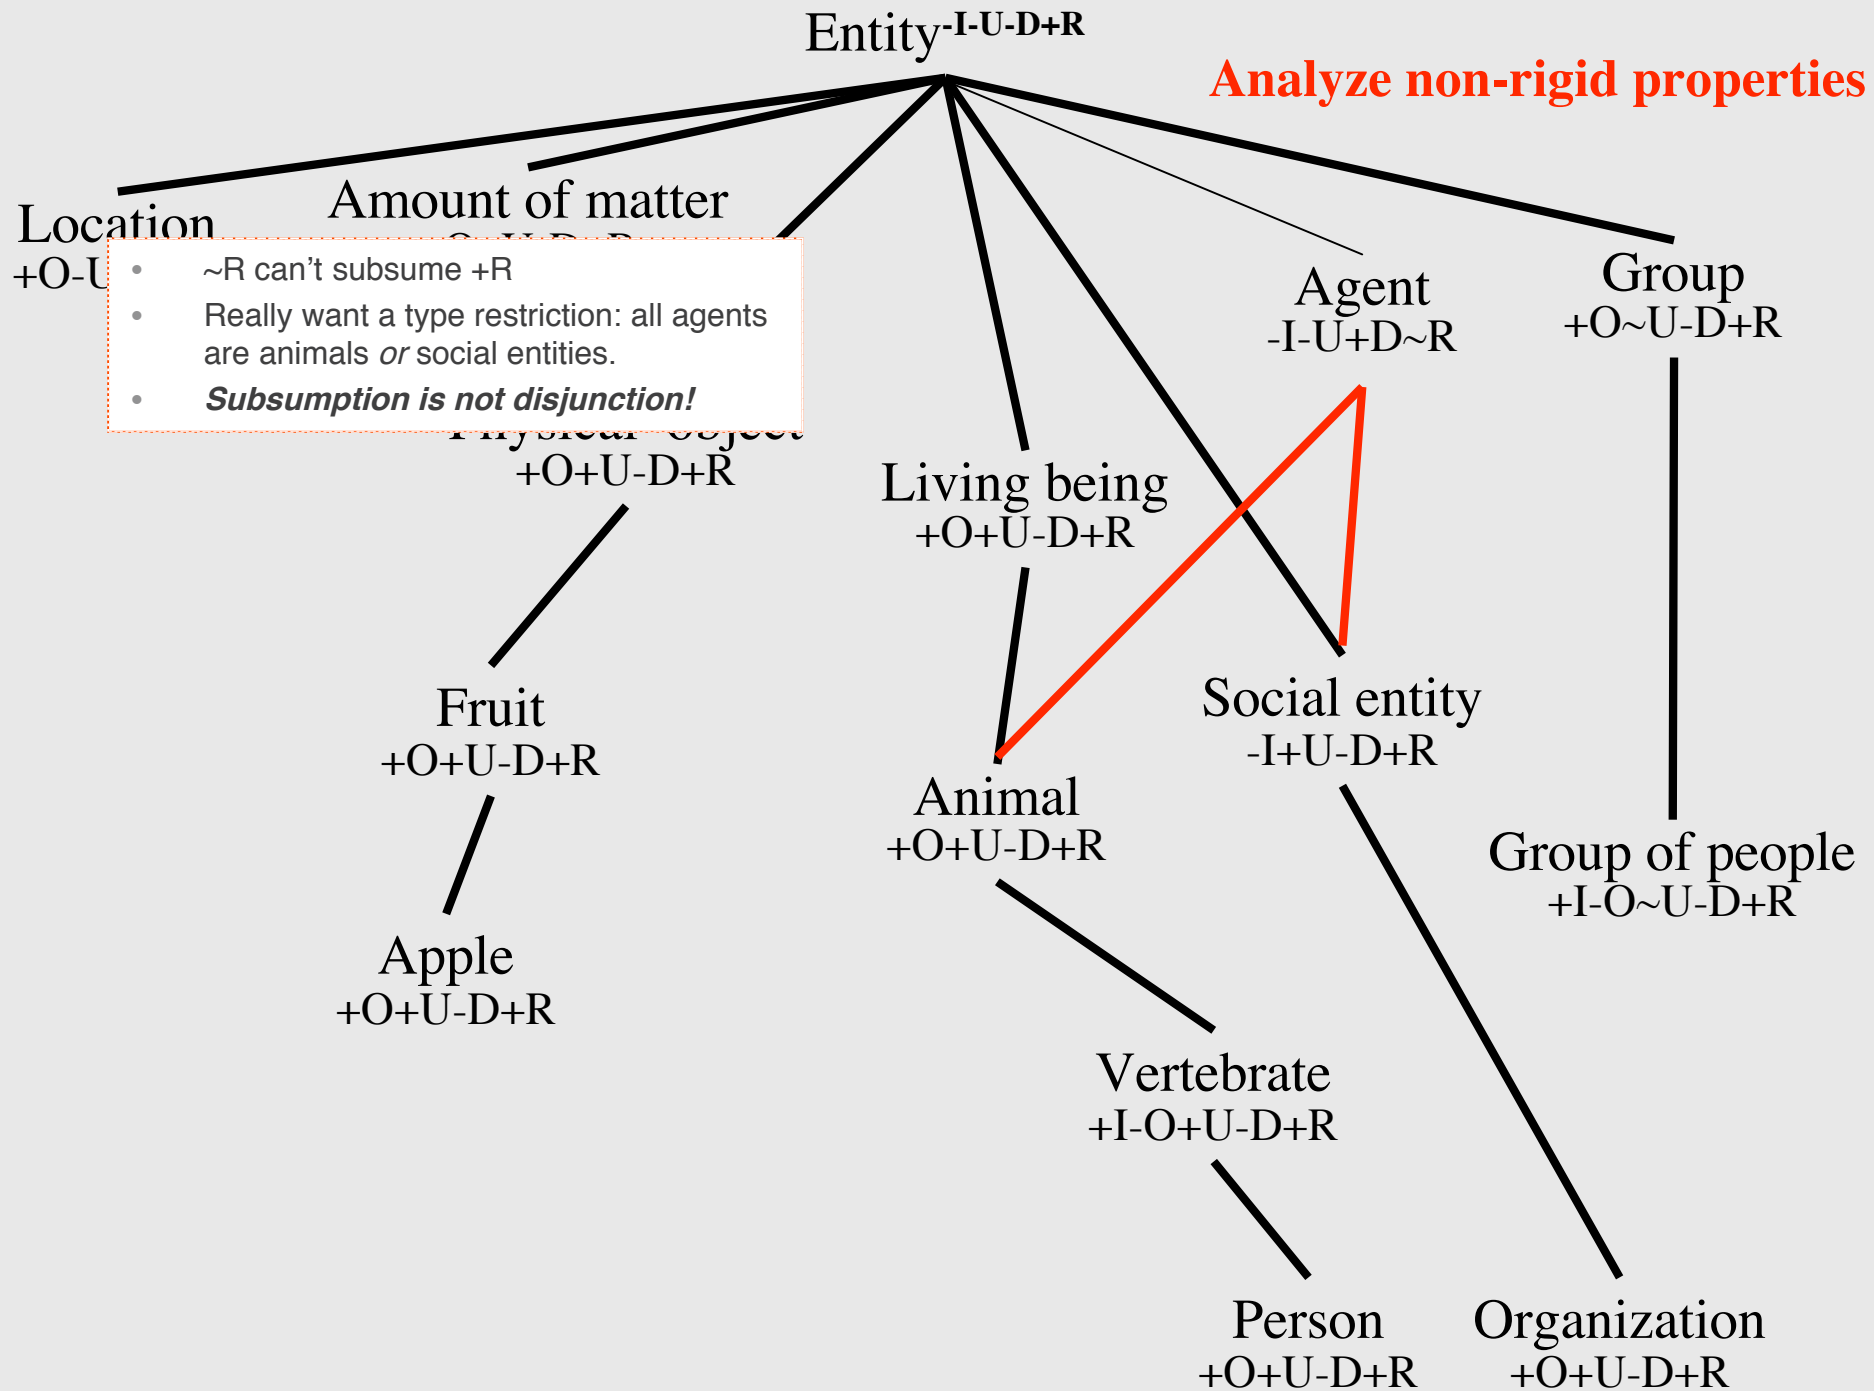 Entity-I-U-D+R
Analyze non-rigid properties
Location
+O-U
Amount of matter
• ~R can't subsume +R
• Really want a type restriction: all agents
are animals or social entities.
• Subsumption is not disjunction!
Physical object
+O+U-D+R
Agent
-I-U+D~R
Group
+O~U-D+R
Living being
+O+U-D+R
Fruit
+O+U-D+R
Social entity
-I+U-D+R
Animal
+O+U-D+R
Group of people
+I-O~U-D+R
Apple
+O+U-D+R
Vertebrate
+I-O+U-D+R
Person
+O+U-D+R
Organization
+O+U-D+R